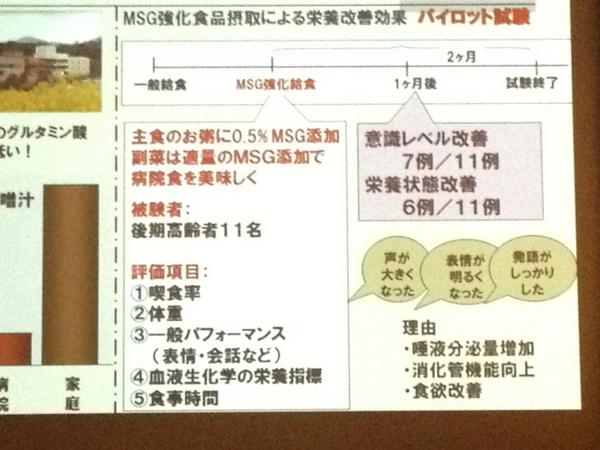 MSG強化食品摂取による栄養改善効果 パイロット試験
2ヶ月
一般給食 MSG強化給食 1ヶ月後 試験終了
主食のお粥に0.5%MSG添加
副菜は適量のMSG添加で
病院食を美味しく
被験者:
後期高齢者11名
評価項目:
①喫食率
②体重
③一般パフォーマンス
(表情・会話など)
④血液生化学の栄養指標
⑤食事時間
意識レベル改善
7例/11例
栄養状態改善
6例/11例
声が
大きく
なった
表情が
明るく
なった
発語が
しっかり
した
理由
・唾液分泌量増加
・消化管機能向上
・食欲改善
のグルタミン酸
低い!
噌汁
病
院
家
庭